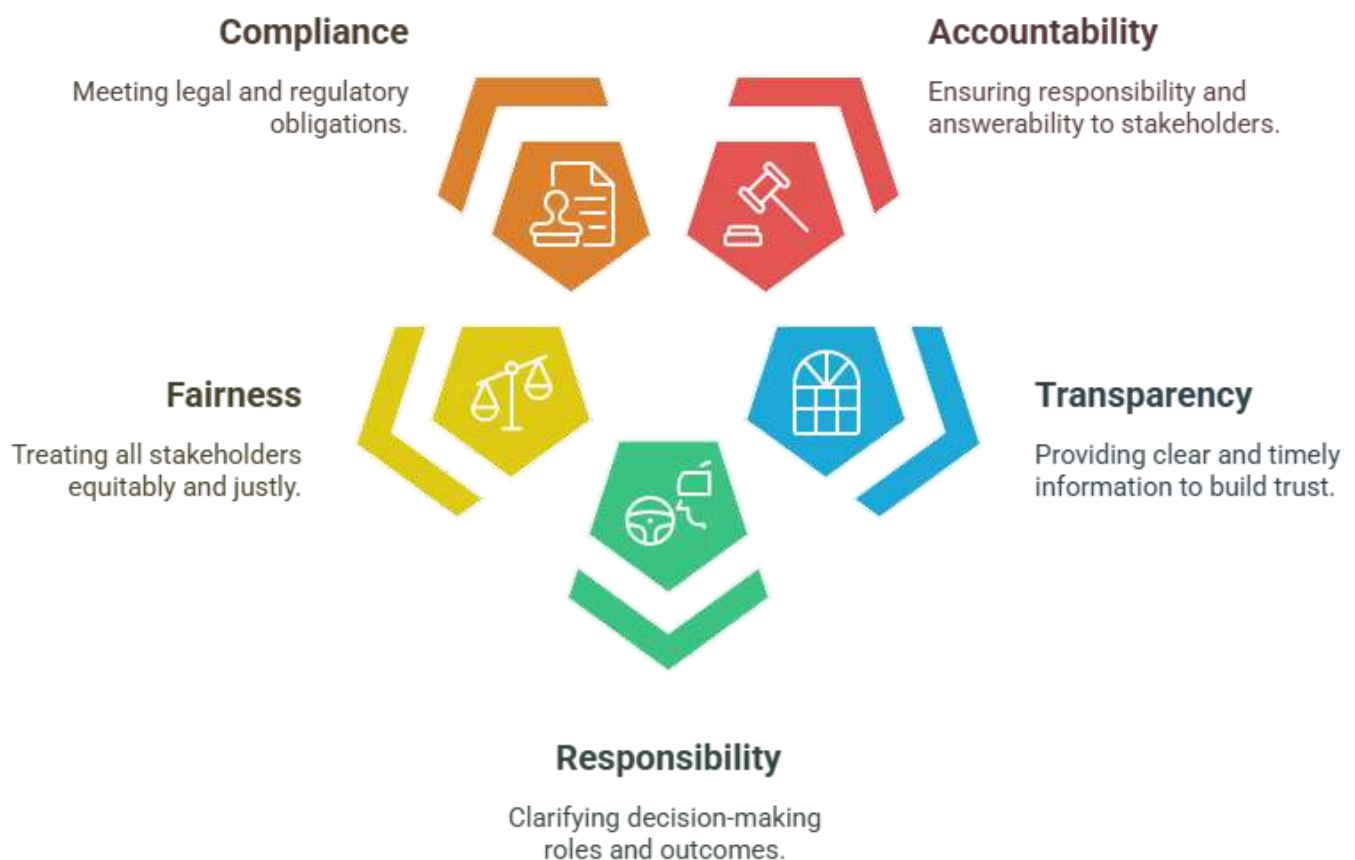 Compliance
Meeting legal and regulatory
obligations.
Accountability
Ensuring responsibility and
answerability to stakeholders.
Fairness
Treating all stakeholders
equitably and justly.
Transparency
Providing clear and timely
information to build trust.
Responsibility
Clarifying decision-making
roles and outcomes.